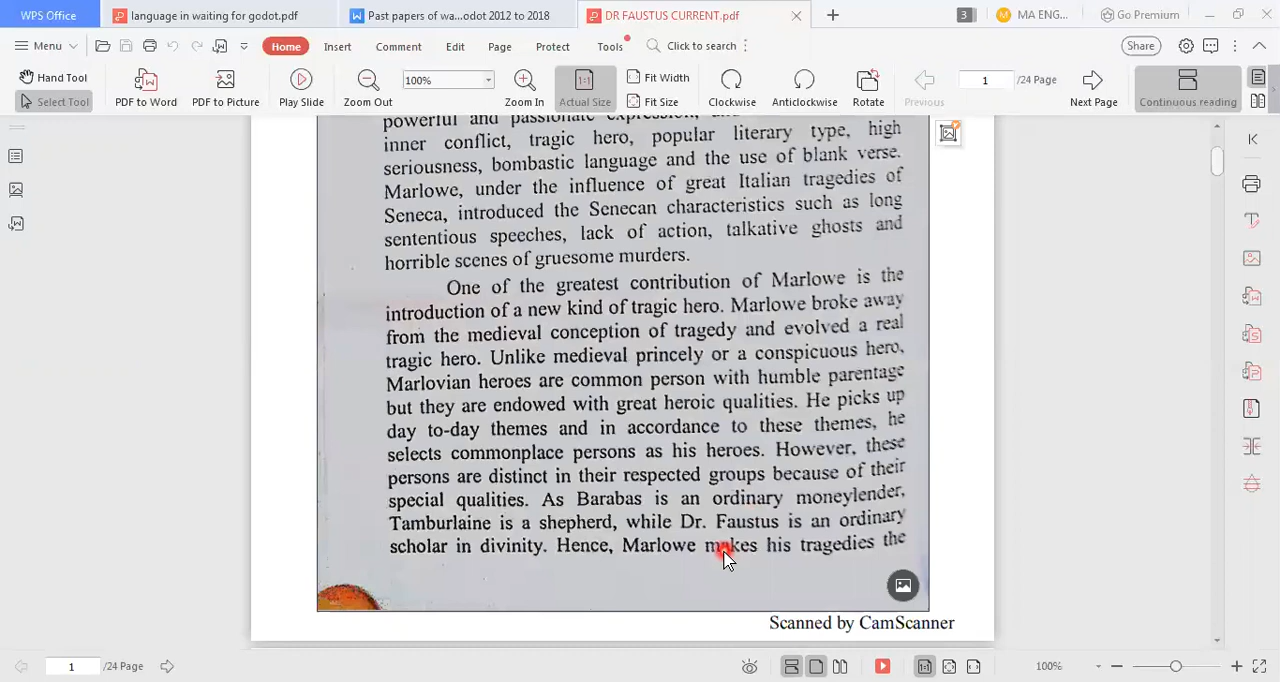 WPS Office
language in waiting for godot.pdf
Past papers of wa...odot 2012 to 2018
DR FAUSTUS CURRENT.pdf
3
MA ENG...
Go Premium
Menu
Home
Insert
Comment
Edit
Page
Protect
Tools
Click to search
Share
Hand Tool
Select Tool
PDF to Word
PDF to Picture
Play Slide
Zoom Out
100%
Zoom In
Actual Size
Fit Width
Fit Size
Clockwise
Anticlockwise
Rotate
Previous
1
/24 Page
Next Page
Continuous reading
powerful and passionate expression,
inner conflict, tragic hero, popular literary type, high
seriousness, bombastic language and the use of blank verse.
Marlowe, under the influence of great Italian tragedies of
Seneca, introduced the Senecan characteristics such as long
sententious speeches, lack of action, talkative ghosts and
horrible scenes of gruesome murders.
One of the greatest contribution of Marlowe is the
introduction of a new kind of tragic hero. Marlowe broke away
from the medieval conception of tragedy and evolved a real
tragic hero. Unlike medieval princely or a conspicuous hero,
Marlovian heroes are common person with humble parentage
but they are endowed with great heroic qualities. He picks up
day to-day themes and in accordance to these themes, he
selects commonplace persons as his heroes. However, these
persons are distinct in their respected groups because of their
special qualities. As Barabas is an ordinary moneylender,
Tamburlaine is a shepherd, while Dr. Faustus is an ordinary
scholar in divinity. Hence, Marlowe makes his tragedies the
Scanned by CamScanner
1
/24 Page
100%